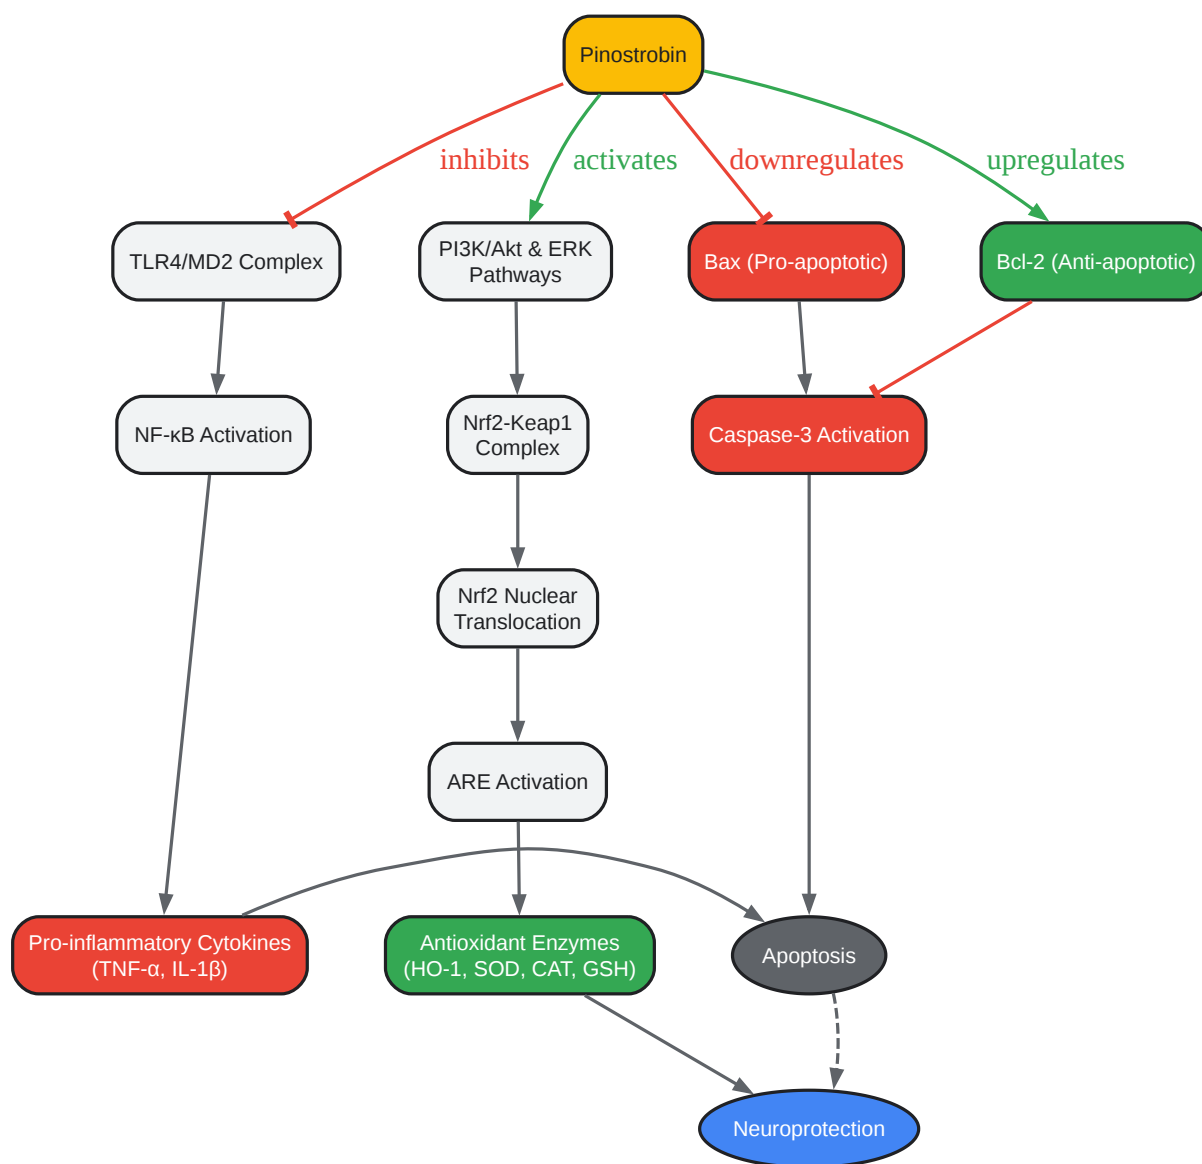 Pinostrobin
inhibits
activates
downregulates
upregulates
TLR4/MD2 Complex
PI3K/Akt & ERK
Pathways
Bax (Pro-apoptotic)
Bcl-2 (Anti-apoptotic)
NF-κB Activation
Nrf2-Keap1
Complex
Caspase-3 Activation
Nrf2 Nuclear
Translocation
ARE Activation
Pro-inflammatory Cytokines
(TNF-α, IL-1β)
Antioxidant Enzymes
(HO-1, SOD, CAT, GSH)
Apoptosis
Neuroprotection